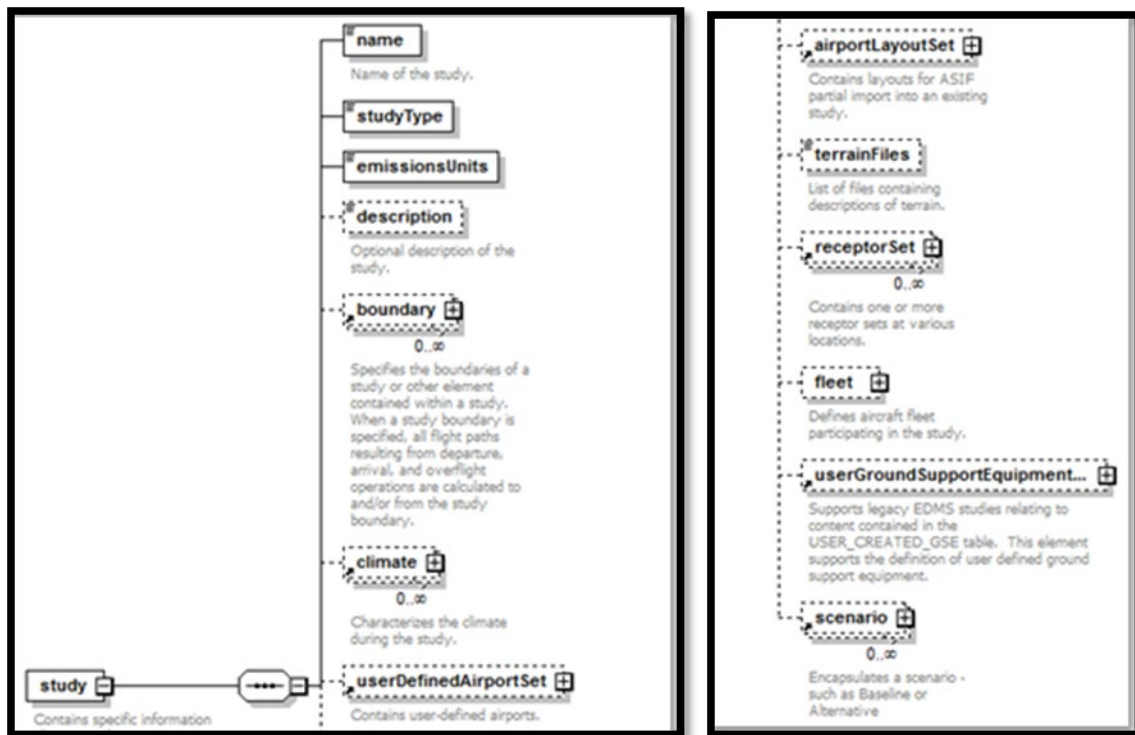 name
Name of the study.
studyType
emissionsUnits
description
Optional description of the
study.
boundary
0..∞
Specifies the boundaries of a
study or other element
contained within a study.
When a study boundary is
specified, all flight paths
resulting from departure,
arrival, and overflight
operations are calculated to
and/or from the study
boundary.
climate
0..∞
Characterizes the climate
during the study.
study
Contains specific information
userDefinedAirportSet
Contains user-defined airports.
airportLayoutSet
Contains layouts for ASIF
partial import into an existing
study.
terrainFiles
List of files containing
descriptions of terrain.
receptorSet
0..∞
Contains one or more
receptor sets at various
locations.
fleet
Defines aircraft fleet
participating in the study.
userGroundSupportEquipment...
Supports legacy EDMS studies relating to
content contained in the
USER_CREATED_GSE table.  This element
supports the definition of user defined ground
support equipment.
scenario
0..∞
Encapsulates a scenario -
such as Baseline or
Alternative